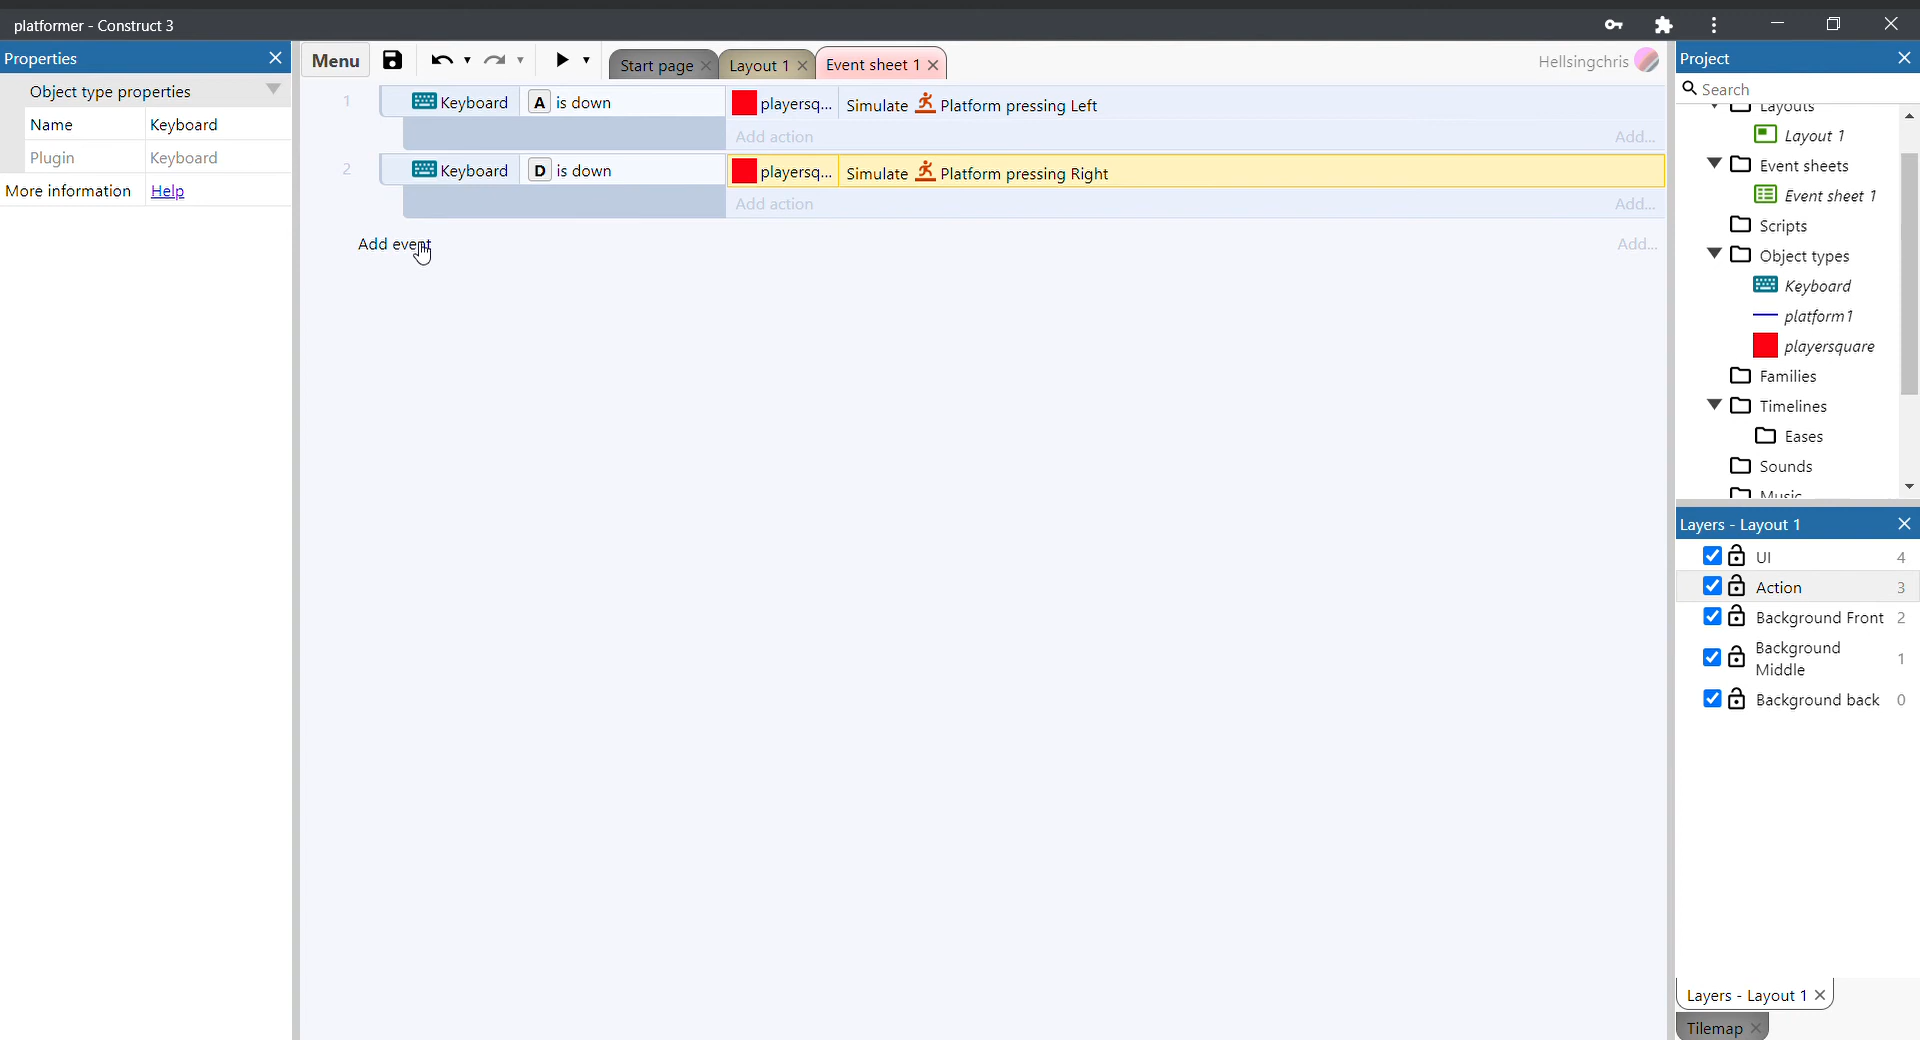 platformer - Construct 3
Properties
Object type properties
Name Keyboard
Plugin Keyboard
More information Help
Menu
Start page
Layout 1
Event sheet 1
Hellsingchris
1 Keyboard A is down playersq... Simulate Platform pressing Left
Add action Add...
2 Keyboard D is down playersq... Simulate Platform pressing Right
Add action Add...
Add event Add...
Project
Search
Layouts
Layout 1
Event sheets
Event sheet 1
Scripts
Object types
Keyboard
platform1
playersquare
Families
Timelines
Eases
Sounds
Music
Layers - Layout 1
UI 4
Action 3
Background Front 2
Background
Middle 1
Background back 0
Layers - Layout 1
Tilemap